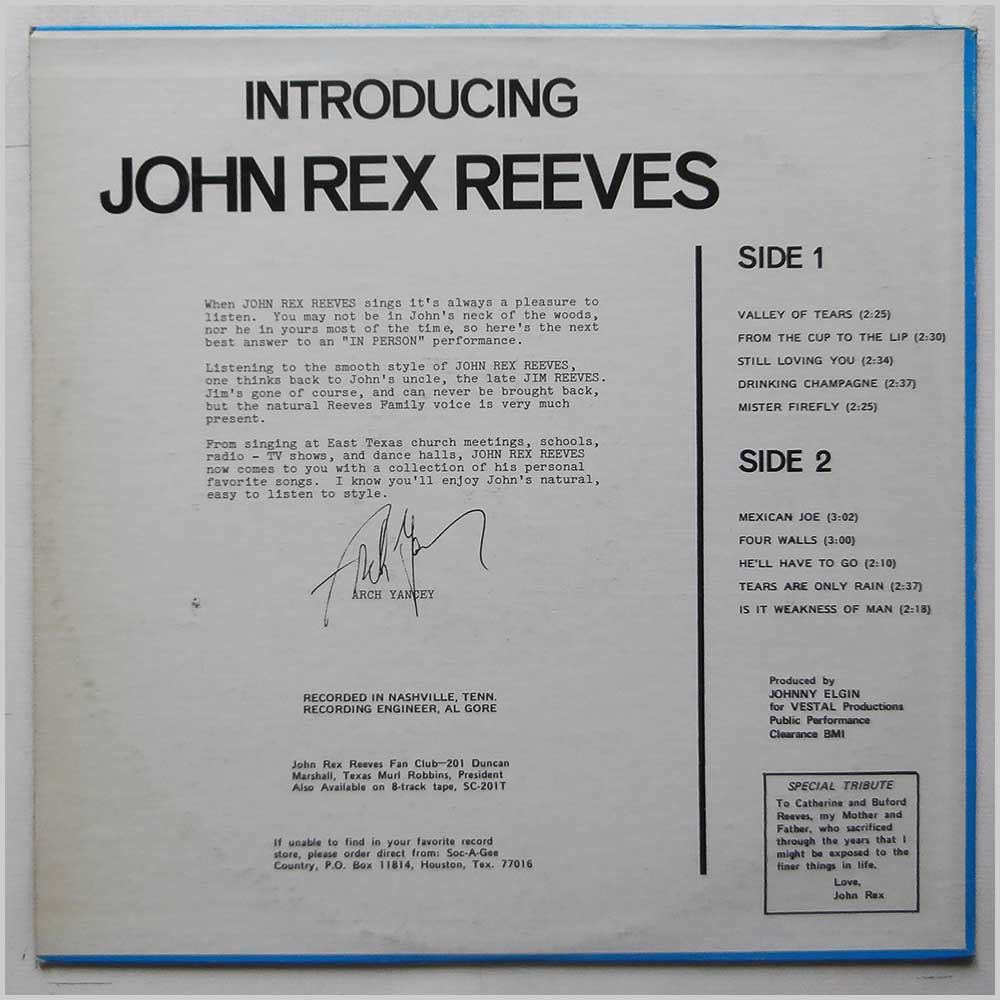 INTRODUCING
JOHN REX REEVES
When JOHN REX REEVES sings it's always a pleasure to
listen. You may not be in John's neck of the woods,
nor he in yours most of the time, so here's the next
best answer to an "IN PERSON" performance.
Listening to the smooth style of JOHN REX REEVES,
one thinks back to John's uncle, the late JIM REEVES.
Jim's gone of course, and can never be brought back,
but the natural Reeves Family voice is very much
present.
From singing at East Texas church meetings, schools,
radio - TV shows, and dance halls, JOHN REX REEVES
now comes to you with a collection of his personal
favorite songs. I know you'll enjoy John's natural,
easy to listen to style.
Arch Yancey
ARCH YANCEY
RECORDED IN NASHVILLE, TENN.
RECORDING ENGINEER, AL GORE
John Rex Reeves Fan Club—201 Duncan
Marshall, Texas Murl Robbins, President
Also Available on 8-track tape, SC-201T
If unable to find in your favorite record
store, please order direct from: Soc-A-Gee
Country, P.O. Box 11814, Houston, Tex. 77016
SIDE 1
VALLEY OF TEARS (2:25)
FROM THE CUP TO THE LIP (2:30)
STILL LOVING YOU (2:34)
DRINKING CHAMPAGNE (2:37)
MISTER FIREFLY (2:25)
SIDE 2
MEXICAN JOE (3:02)
FOUR WALLS (3:00)
HE'LL HAVE TO GO (2:10)
TEARS ARE ONLY RAIN (2:37)
IS IT WEAKNESS OF MAN (2:18)
Produced by
JOHNNY ELGIN
for VESTAL Productions
Public Performance
Clearance BMI
SPECIAL TRIBUTE
To Catherine and Buford
Reeves, my Mother and
Father, who sacrificed
through the years that I
might be exposed to the
finer things in life.
Love,
John Rex